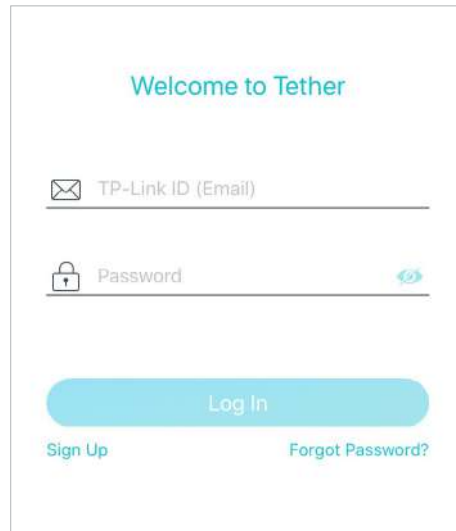 Welcome to Tether
TP-Link ID (Email)
Password
Log In
Sign Up Forgot Password?